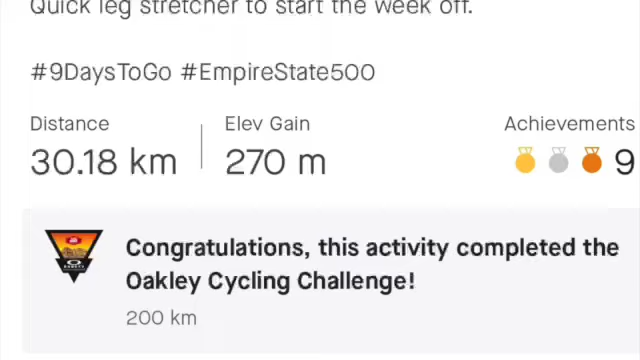 Quick leg stretcher to start the week off.
#9DaysToGo #EmpireState500
Distance
Elev Gain
Achievements
30.18 km
270 m
9
Congratulations, this activity completed the
Oakley Cycling Challenge!
200 km